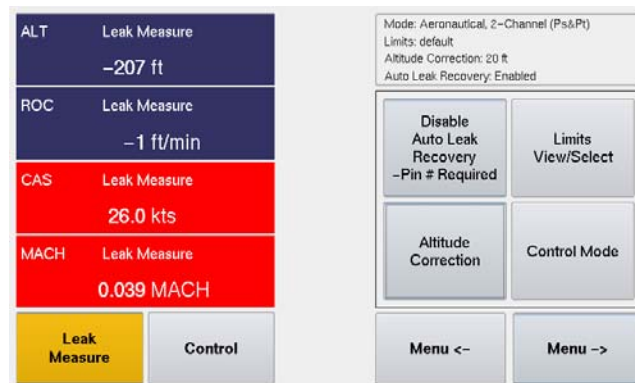 ALT Leak Measure
−207 ft
ROC Leak Measure
−1 ft/min
CAS Leak Measure
26.0 kts
MACH Leak Measure
0.039 MACH
Leak
Measure
Control
Mode: Aeronautical, 2−Channel (Ps&Pt)
Limits: default
Altitude Correction: 20 ft
Auto Leak Recovery: Enabled
Disable
Auto Leak
Recovery
−Pin # Required
Limits
View/Select
Altitude
Correction
Control Mode
Menu <−
Menu −>